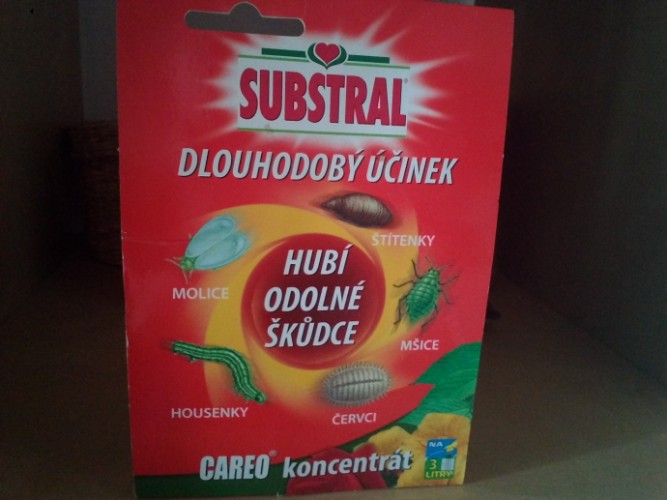 SUBSTRAL®
DLOUHODOBÝ ÚČINEK
ŠTÍTENKY
MOLICE
HUBÍ
ODOLNÉ
ŠKŮDCE
MŠICE
HOUSENKY
ČERVCI
CAREO® koncentrát
NA
3
LITRY